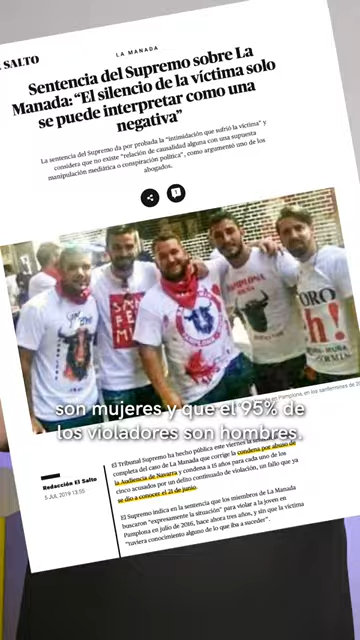 EL SALTO
LA MANADA
Sentencia del Supremo sobre La
Manada: “El silencio de la víctima solo
se puede interpretar como una
negativa”
La sentencia del Supremo da por probada la “intimidación que sufrió la víctima” y
considera que no existe “relación de causalidad alguna con una supuesta
manipulación mediática o conspiración política”, como argumentó uno de los
abogados.
PAMPLONA
ORO
h!
en Pamplona, en los sanfermines de 20
son mujeres y que el 95% de
los violadores son hombres.
Redacción El Salto
5 JUL 2019 13:55
El Tribunal Supremo ha hecho pública este viernes la
completa del caso de La Manada que corrige la condena por abuso de
la Audiencia de Navarra y condena a 15 años para cada uno de los
cinco acusados por un delito continuado de violación, un fallo que ya
se dio a conocer el 21 de junio.
El Supremo indica en la sentencia que los miembros de La Manada
buscaron “expresamente la situación” para violar a la joven en
Pamplona en julio de 2016, hace ahora tres años, y sin que la víctima
“tuviera conocimiento alguno de lo que iba a suceder”.